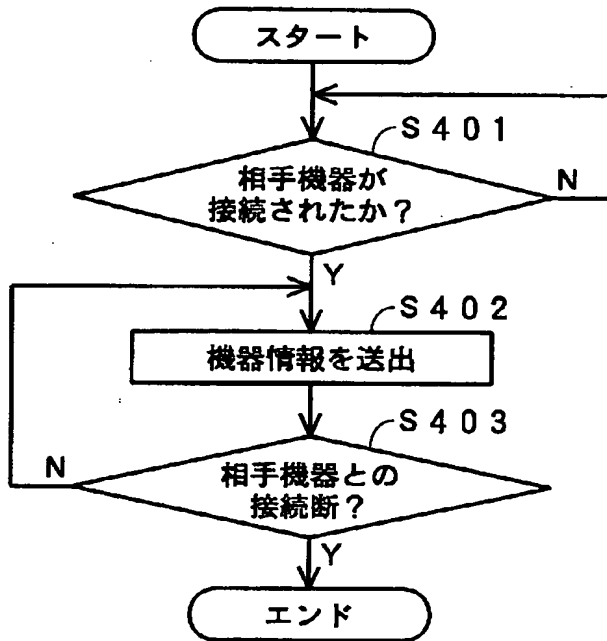 スタート
S401
相手機器が
接続されたか?
N
Y
S402
機器情報を送出
S403
N
相手機器との
接続断?
Y
エンド